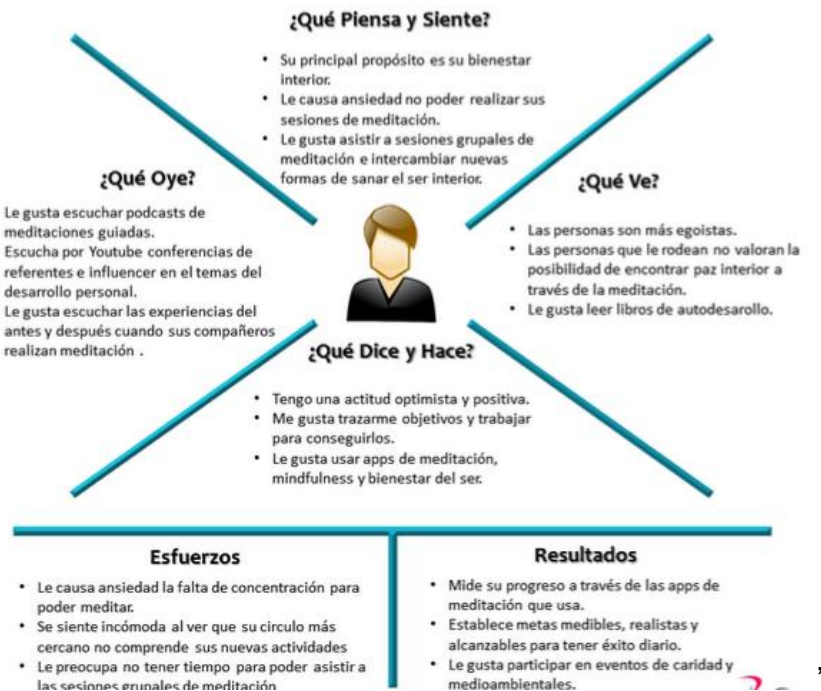 ¿Qué Piensa y Siente?
• Su principal propósito es su bienestar
interior.
• Le causa ansiedad no poder realizar sus
sesiones de meditación.
• Le gusta asistir a sesiones grupales de
meditación e intercambiar nuevas
formas de sanar el ser interior.
¿Qué Oye?
Le gusta escuchar podcasts de
meditaciones guiadas.
Escucha por Youtube conferencias de
referentes e influencer en el temas del
desarrollo personal.
Le gusta escuchar las experiencias del
antes y después cuando sus compañeros
realizan meditación .
¿Qué Ve?
• Las personas son más egoistas.
• Las personas que le rodean no valoran la
posibilidad de encontrar paz interior a
través de la meditación.
• Le gusta leer libros de autodesarollo.
¿Qué Dice y Hace?
• Tengo una actitud optimista y positiva.
• Me gusta trazarme objetivos y trabajar
para conseguirlos.
• Le gusta usar apps de meditación,
mindfulness y bienestar del ser.
Esfuerzos
• Le causa ansiedad la falta de concentración para
poder meditar.
• Se siente incómoda al ver que su circulo más
cercano no comprende sus nuevas actividades
• Le preocupa no tener tiempo para poder asistir a
las sesiones grupales de meditación
Resultados
• Mide su progreso a través de las apps de
meditación que usa.
• Establece metas medibles, realistas y
alcanzables para tener éxito diario.
• Le gusta participar en eventos de caridad y
medioambientales.
,